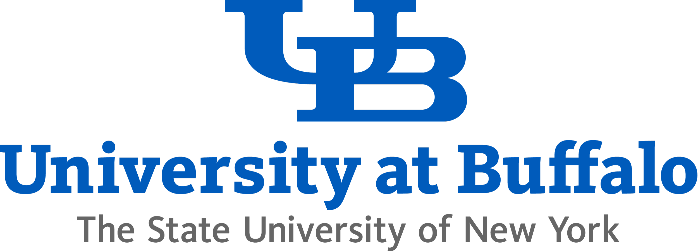 UB
University at Buffalo
The State University of New York